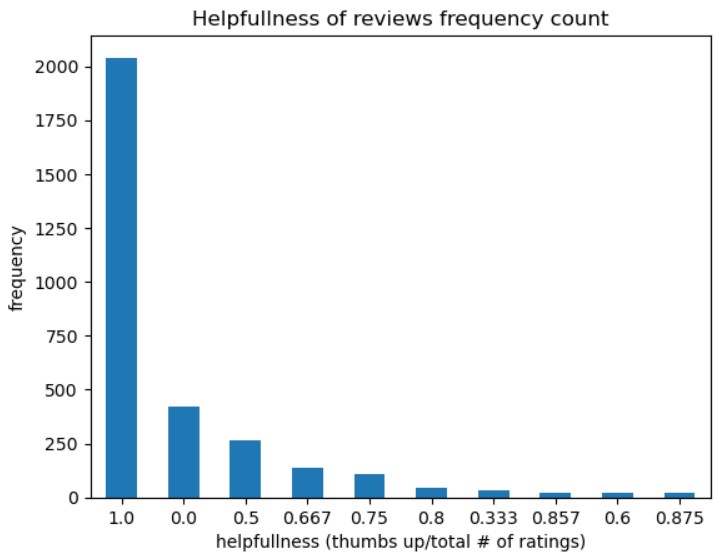 Helpfullness of reviews frequency count
2000
1750
1500
1250
1000
750
500
250
0
frequency
1.0 0.0 0.5 0.667 0.75 0.8 0.333 0.857 0.6 0.875
helpfullness (thumbs up/total # of ratings)